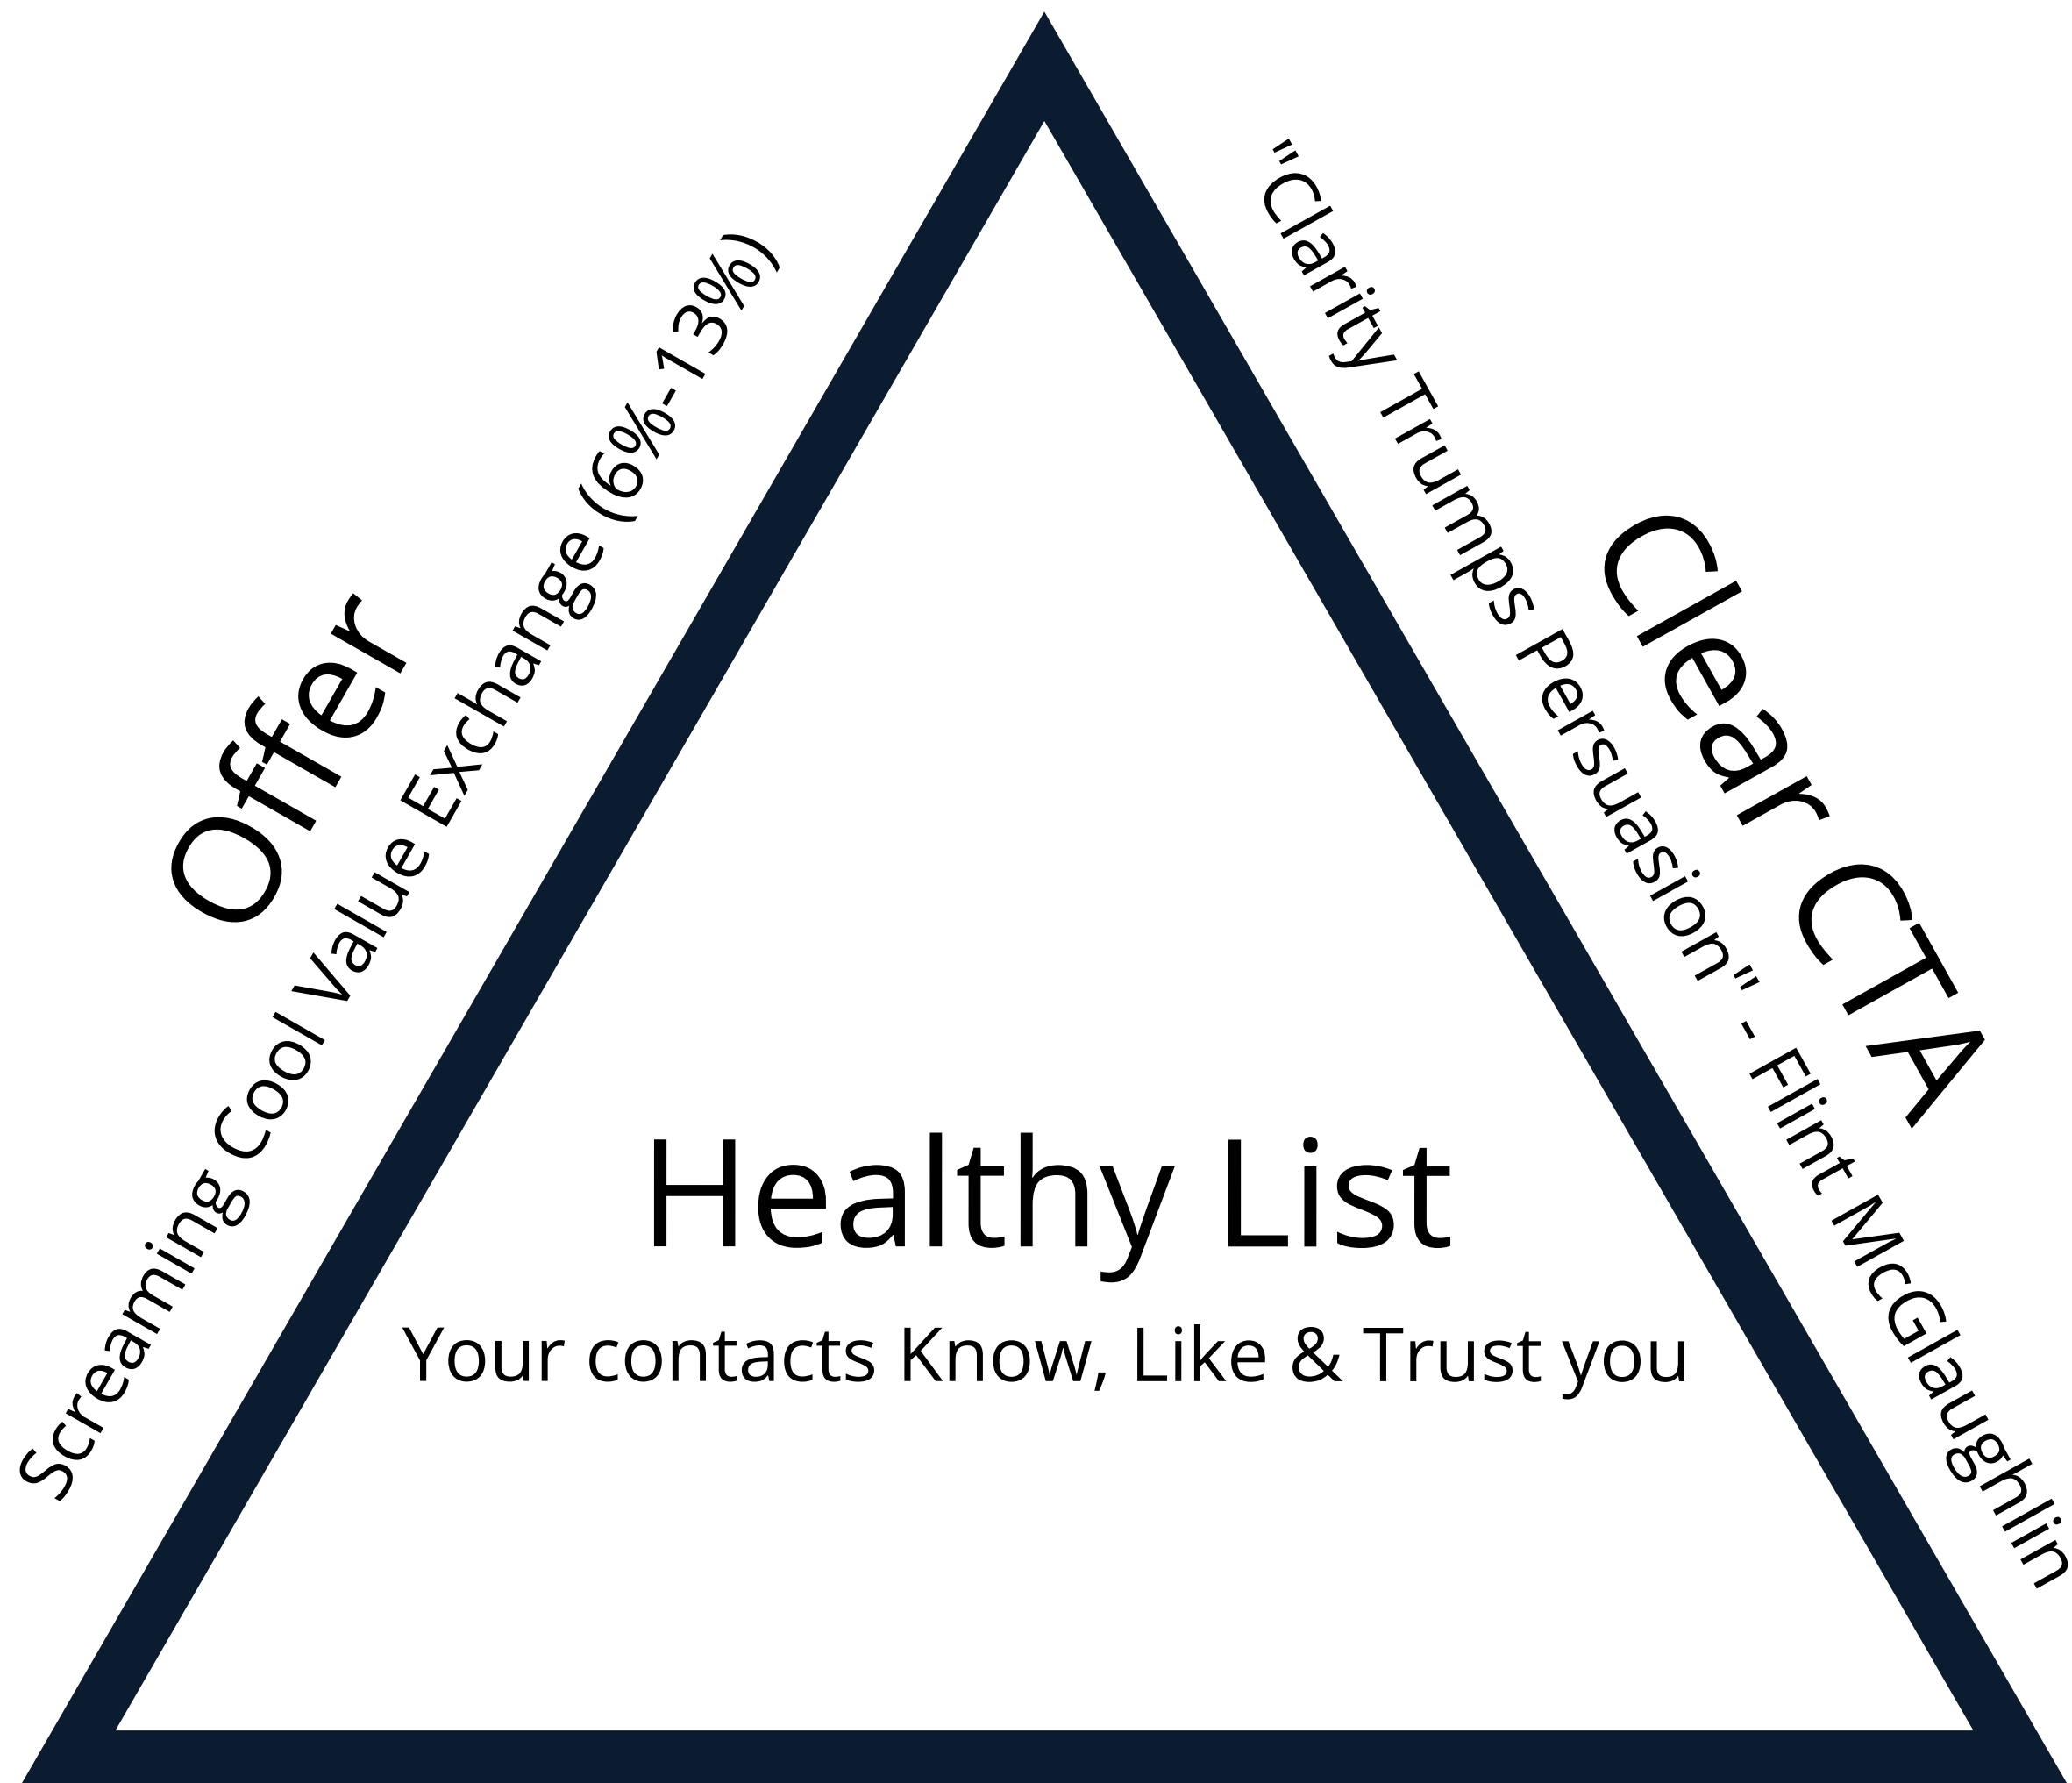 Offer
Screaming Cool Value Exchange (6%-13%)
"Clarity Trumps Persuasion" - Flint McGlaughlin
Clear CTA
Healthy List
Your contacts Know, Like & Trust you